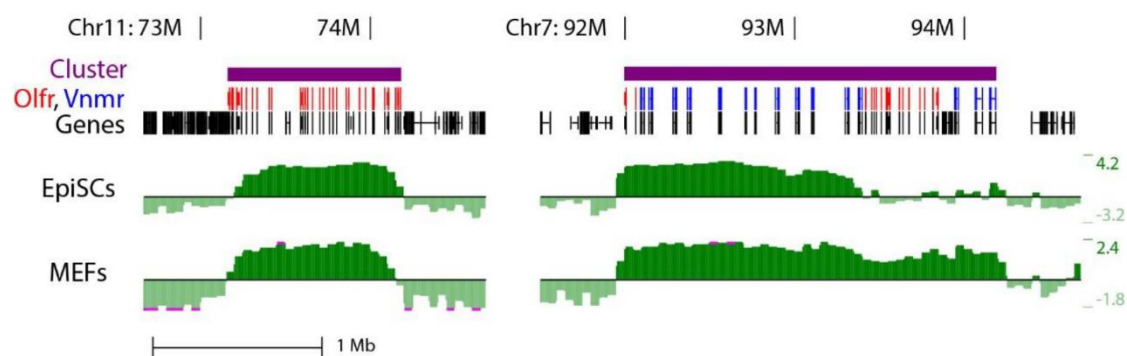 Chr11: 73M | 74M | Chr7: 92M | 93M | 94M |
Cluster
Olfr, Vnmr
Genes
EpiSCs 4.2
-3.2
MEFs 2.4
-1.8
1 Mb